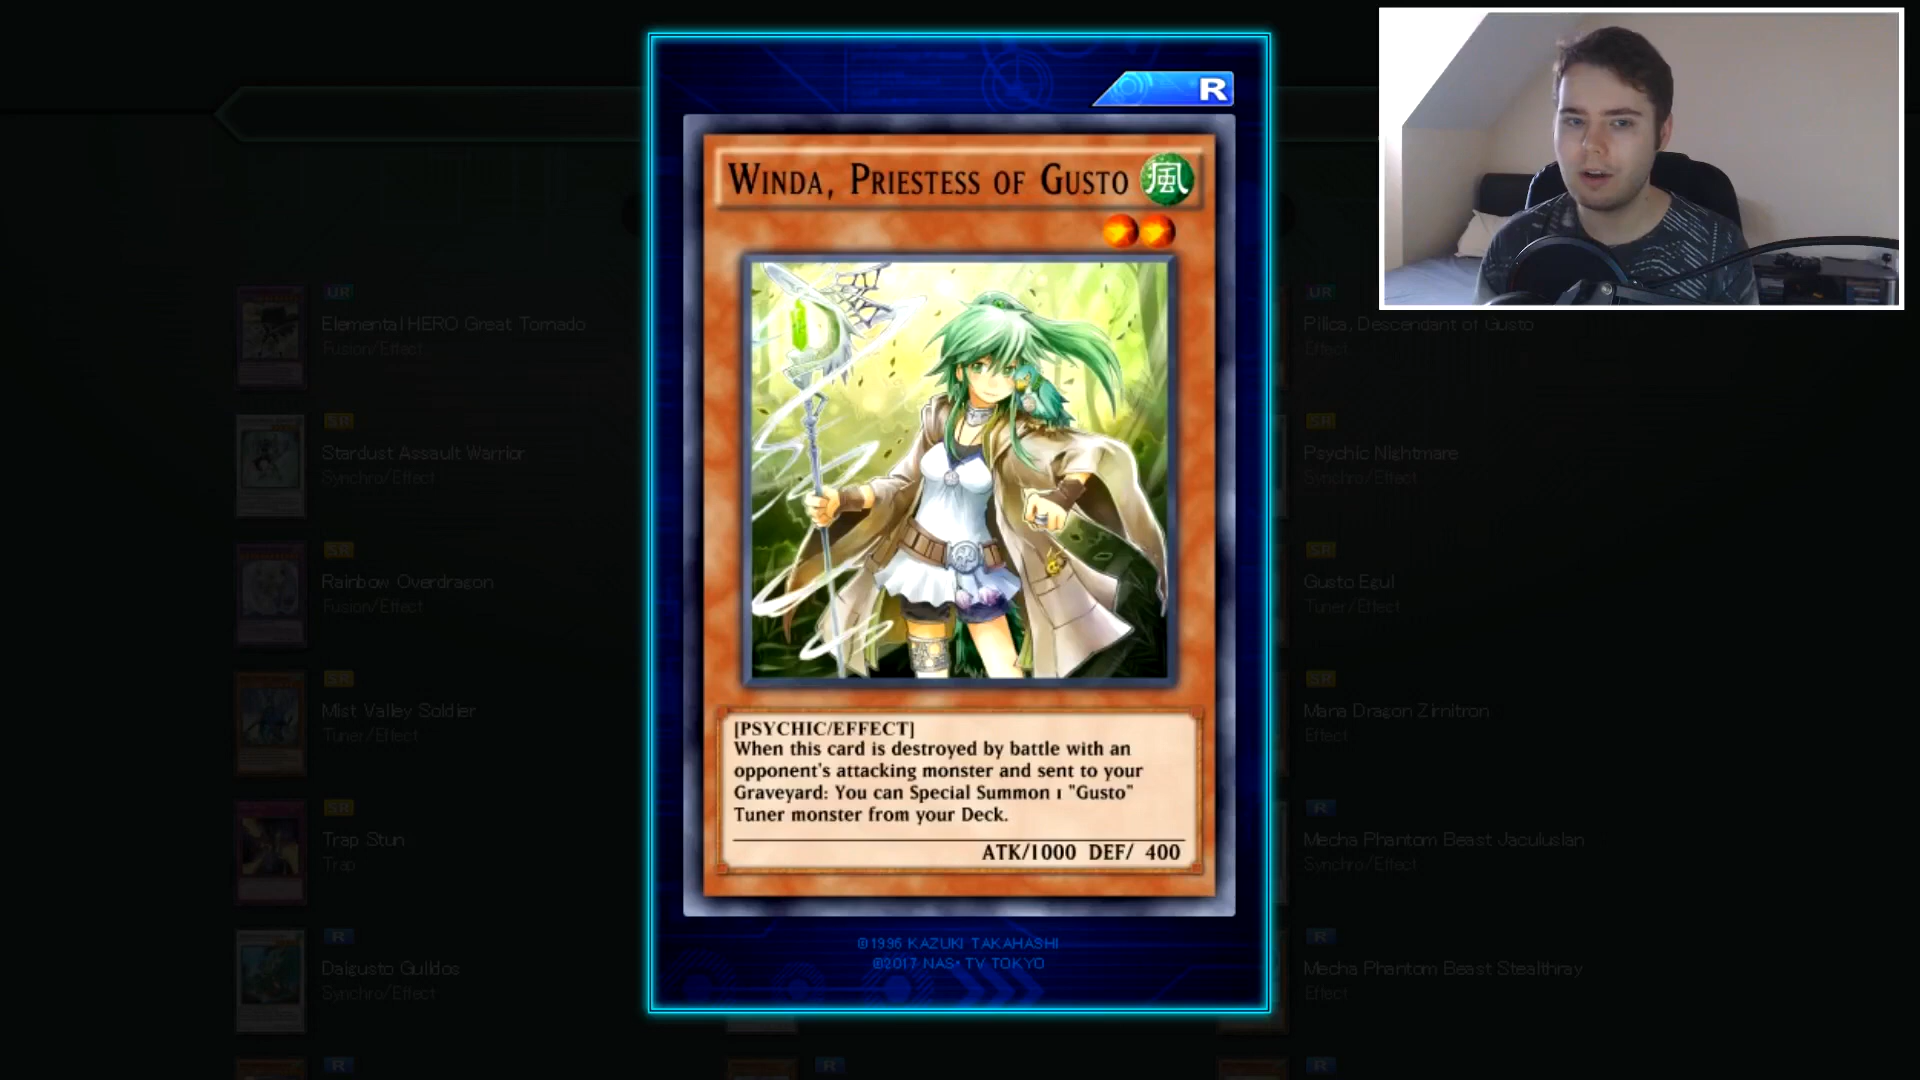 R
WINDA, PRIESTESS OF GUSTO 風
[PSYCHIC/EFFECT]
When this card is destroyed by battle with an
opponent's attacking monster and sent to your
Graveyard: You can Special Summon 1 "Gusto"
Tuner monster from your Deck.
ATK/1000 DEF/ 400
©1996 KAZUKI TAKAHASHI
©2017 NAS• TV TOKYO
UR
Elemental HERO Great Tornado
Fusion/Effect
SR
Stardust Assault Warrior
Synchro/Effect
SR
Rainbow Overdragon
Fusion/Effect
SR
Mist Valley Soldier
Tuner/Effect
SR
Trap Stun
Trap
R
Daigusto Gulldos
Synchro/Effect
R
R
UR
Pilica, Descendant of Gusto
Effect
SR
Psychic Nightmare
Synchro/Effect
SR
Gusto Egul
Tuner/Effect
SR
Mana Dragon Zirnitron
Effect
R
Mecha Phantom Beast Jaculuslan
Synchro/Effect
R
Mecha Phantom Beast Stealthray
Effect
R